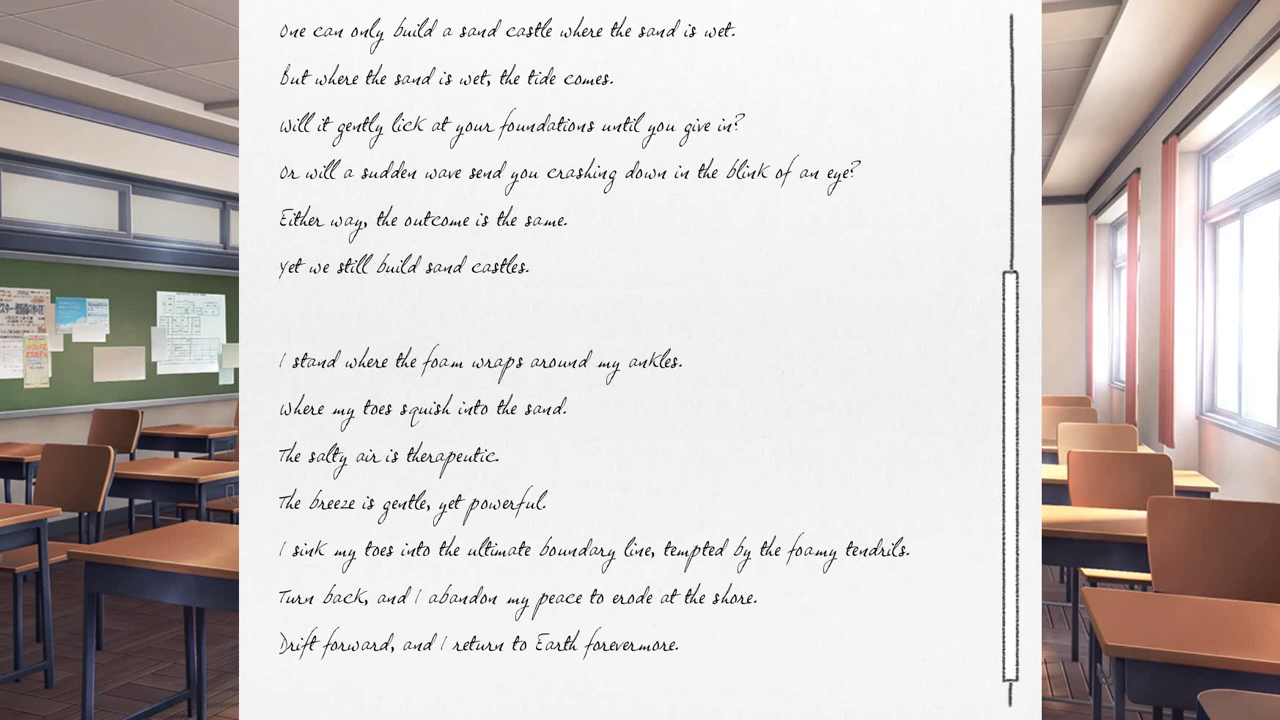 One can only build a sand castle where the sand is wet.
But where the sand is wet, the tide comes.
Will it gently lick at your foundations until you give in?
Or will a sudden wave send you crashing down in the blink of an eye?
Either way, the outcome is the same.
Yet we still build sand castles.
I stand where the foam wraps around my ankles.
Where my toes squish into the sand.
The salty air is therapeutic.
The breeze is gentle, yet powerful.
I sink my toes into the ultimate boundary line, tempted by the foamy tendrils.
Turn back, and I abandon my peace to erode at the shore.
Drift forward, and I return to Earth forevermore.